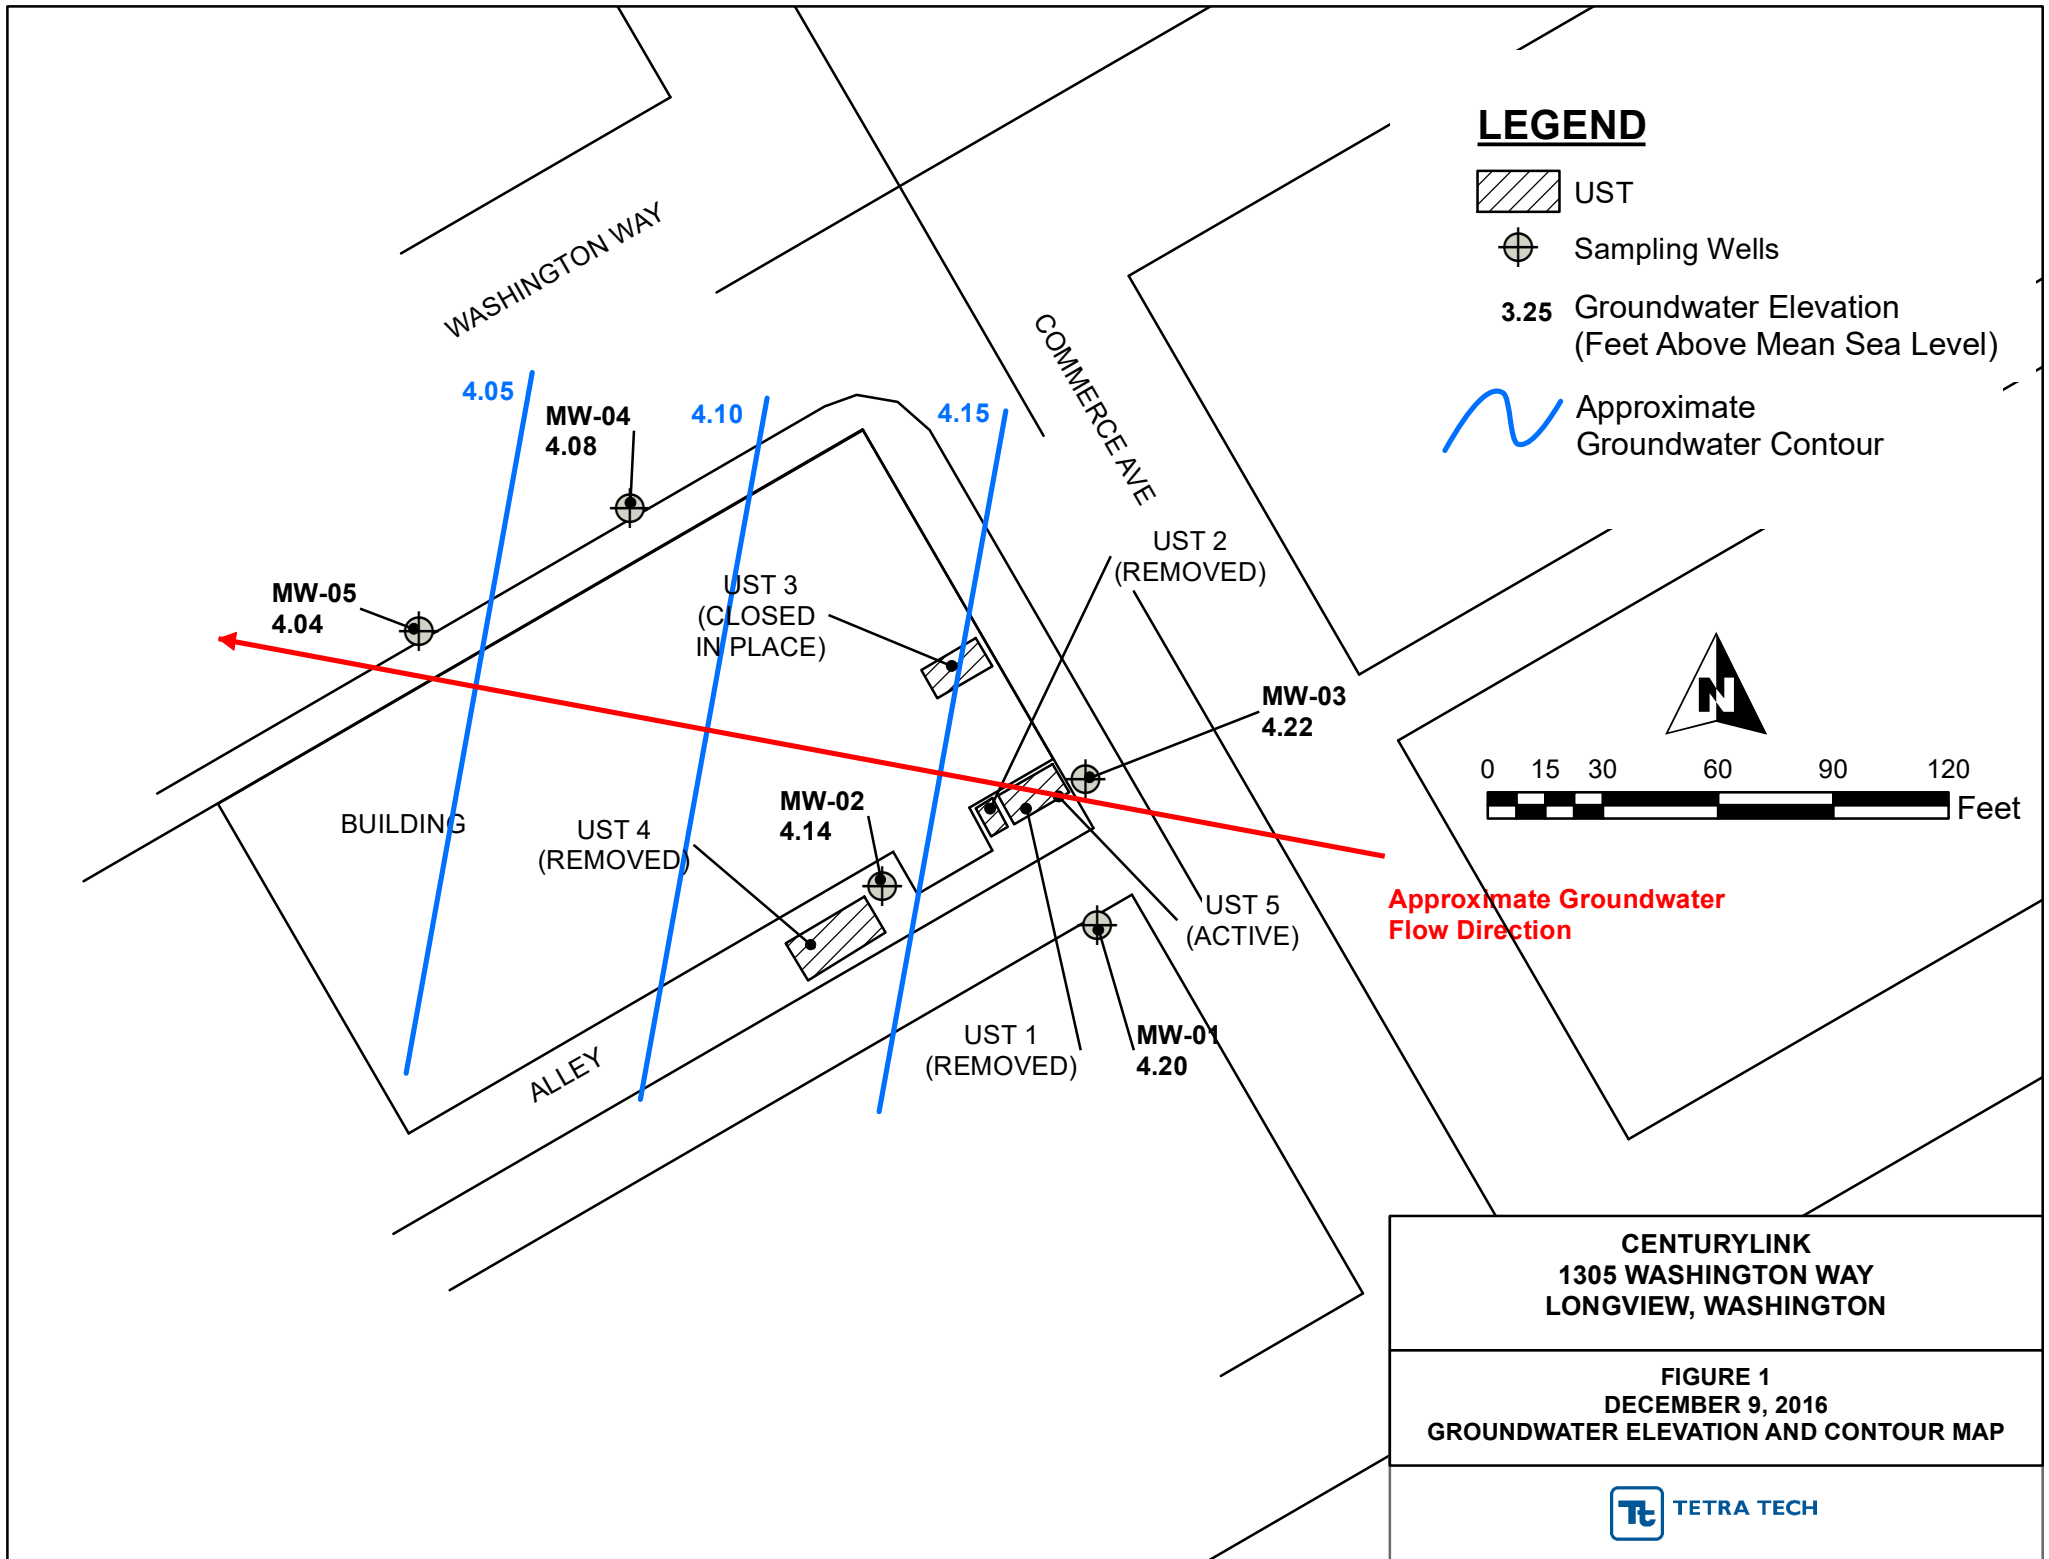 LEGEND
UST
Sampling Wells
3.25 Groundwater Elevation
(Feet Above Mean Sea Level)
Approximate
Groundwater Contour
WASHINGTON WAY
COMMERCE AVE
4.05
MW-04
4.08
4.10
4.15
UST 2
(REMOVED)
UST 3
(CLOSED
IN PLACE)
MW-05
4.04
MW-03
4.22
N
0 15 30 60 90 120
Feet
MW-02
4.14
BUILDING
UST 4
(REMOVED)
Approximate Groundwater
Flow Direction
UST 5
(ACTIVE)
UST 1
(REMOVED)
MW-01
4.20
ALLEY
CENTURYLINK
1305 WASHINGTON WAY
LONGVIEW, WASHINGTON
FIGURE 1
DECEMBER 9, 2016
GROUNDWATER ELEVATION AND CONTOUR MAP
Tt TETRA TECH